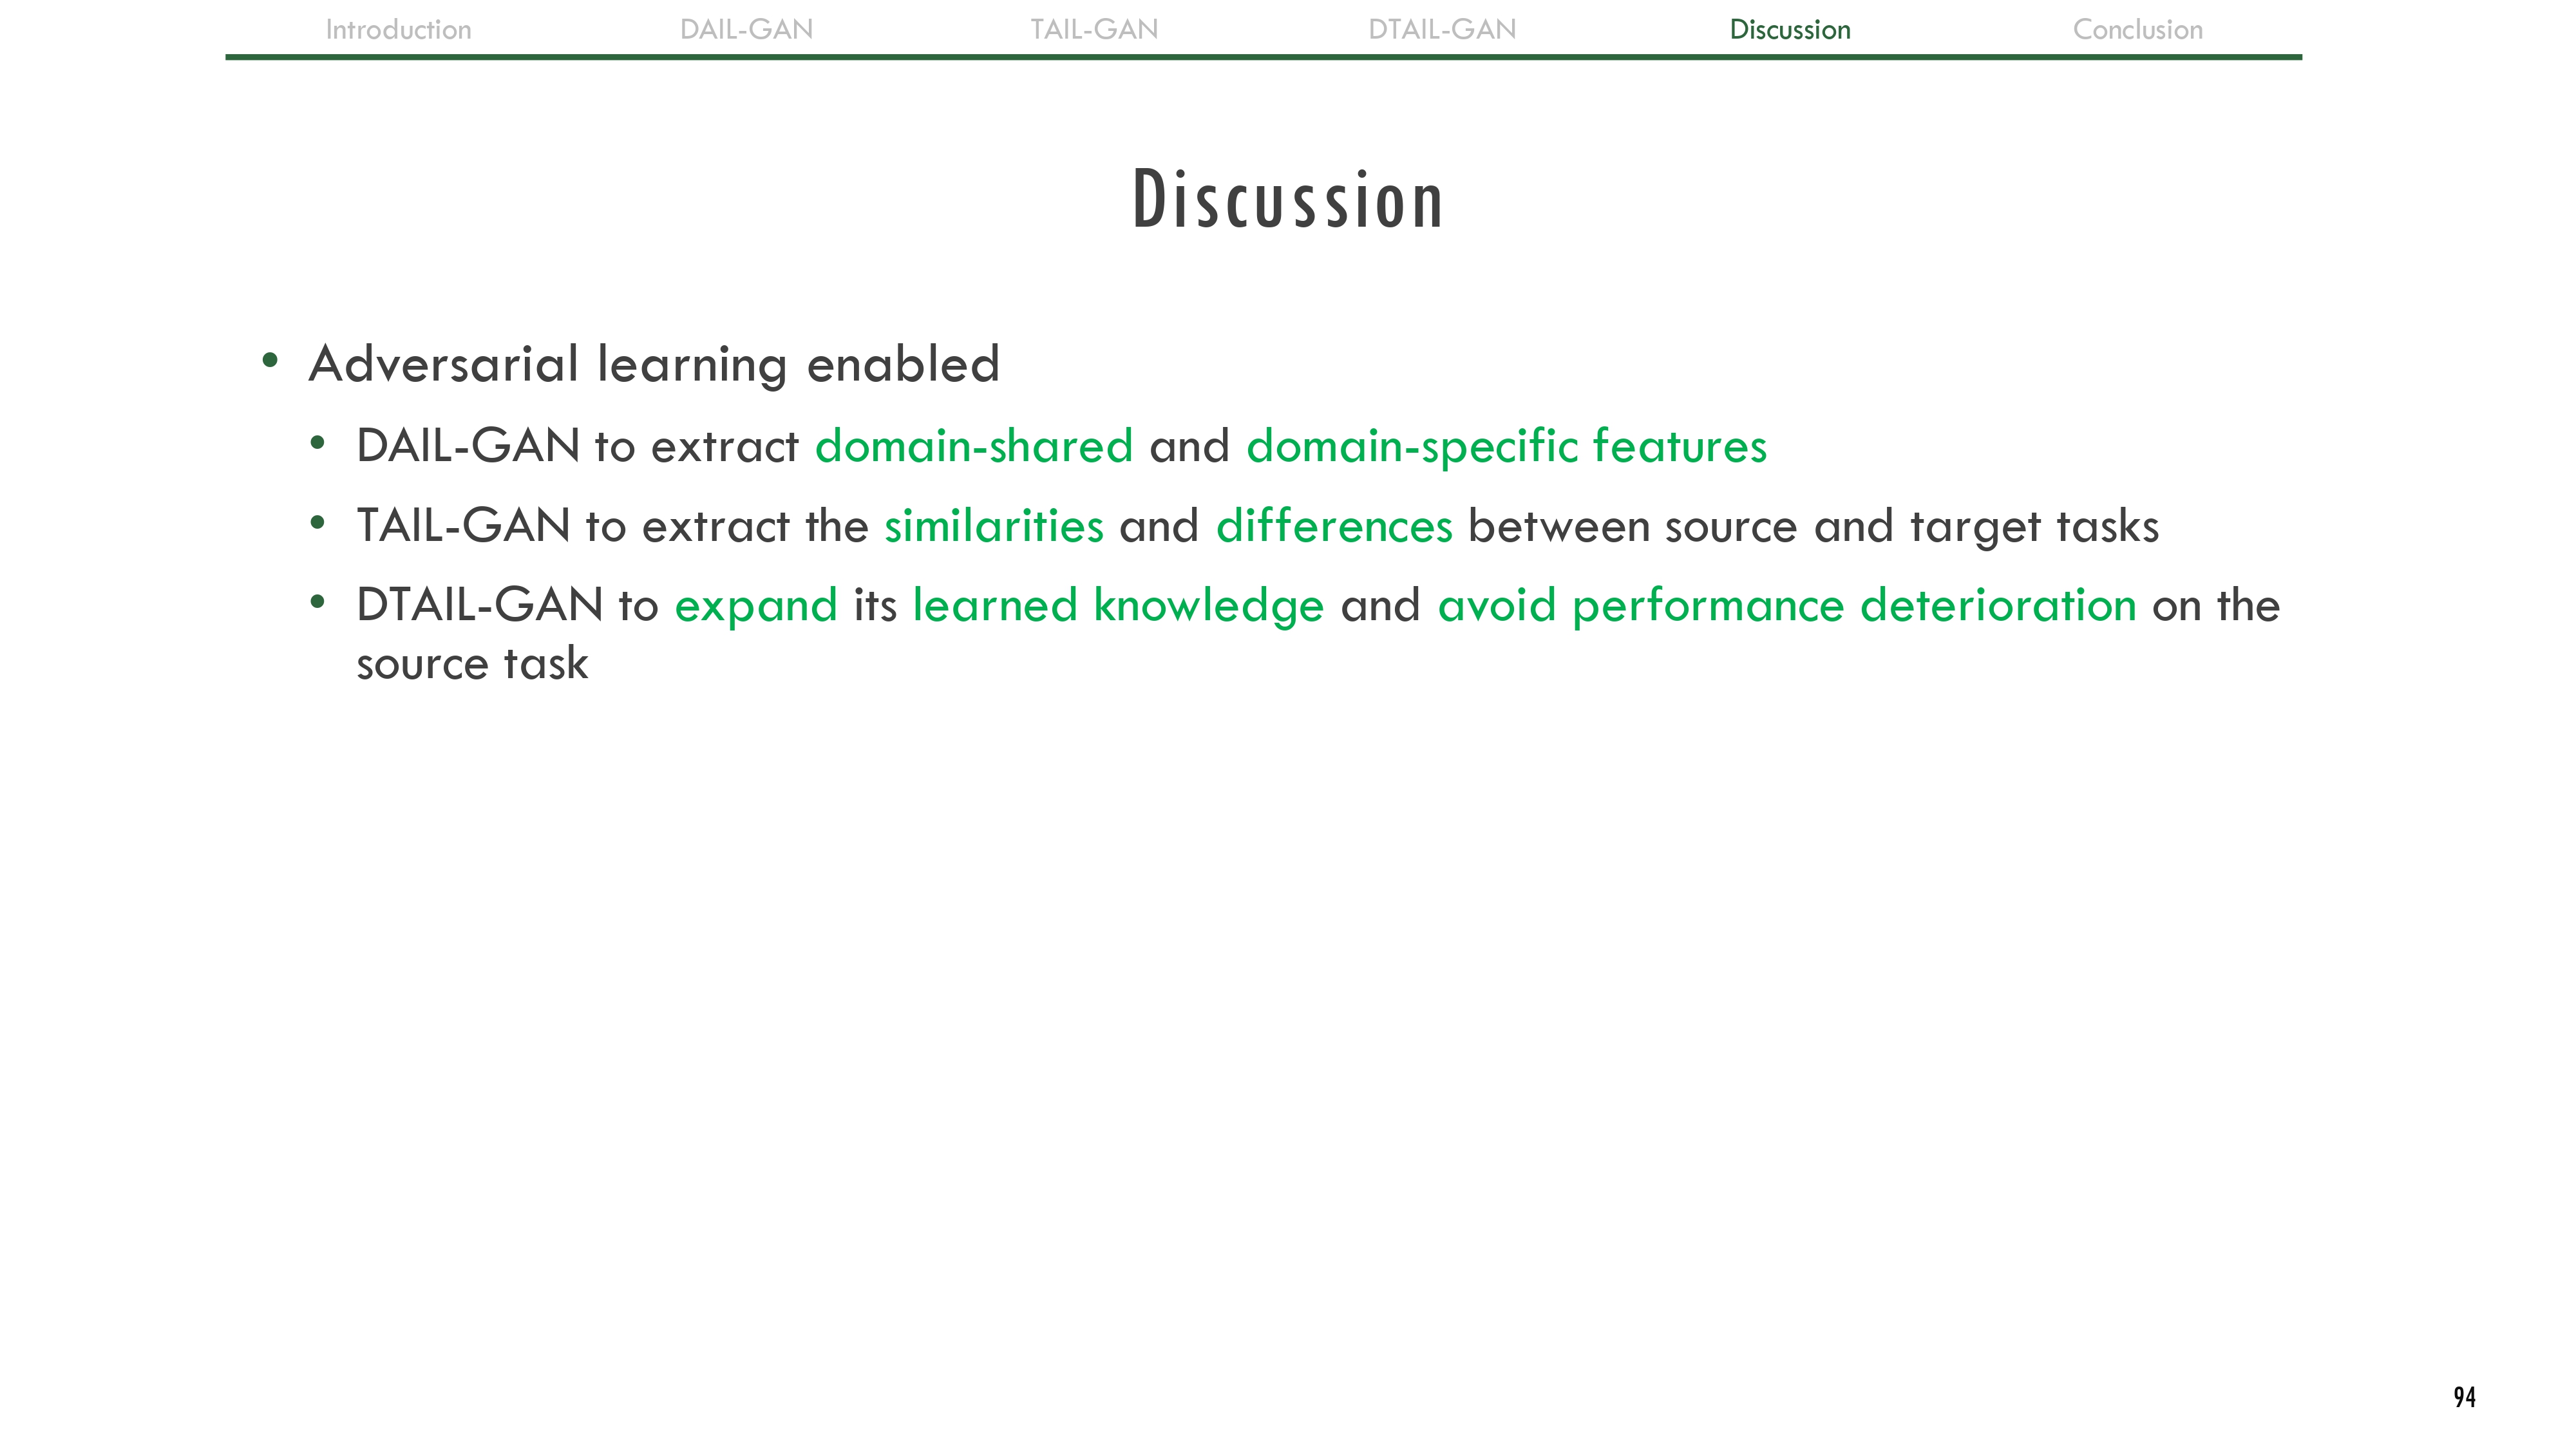 Introduction DAIL-GAN TAIL-GAN DTAIL-GAN Discussion Conclusion
Discussion
• Adversarial learning enabled
• DAIL-GAN to extract domain-shared and domain-specific features
• TAIL-GAN to extract the similarities and differences between source and target tasks
• DTAIL-GAN to expand its learned knowledge and avoid performance deterioration on the
source task
94